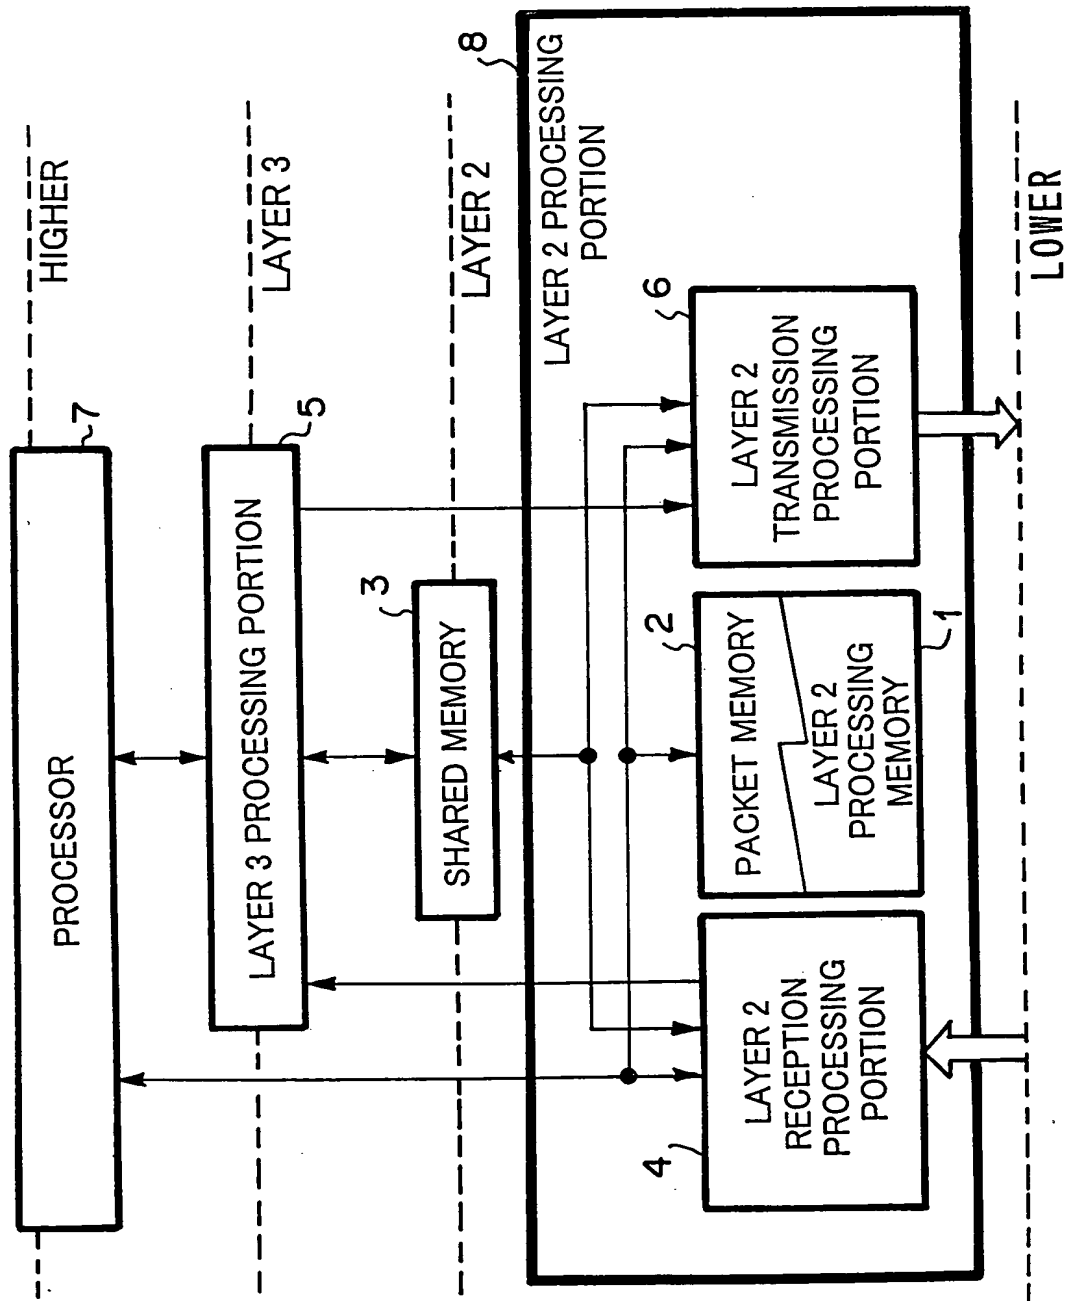 HIGHER
7
PROCESSOR
LAYER 3
5
LAYER 3 PROCESSING PORTION
LAYER 2
3
SHARED MEMORY
8
LAYER 2 PROCESSING
PORTION
4
LAYER 2
RECEPTION
PROCESSING
PORTION
2
PACKET MEMORY
LAYER 2
PROCESSING
MEMORY
1
6
LAYER 2
TRANSMISSION
PROCESSING
PORTION
LOWER